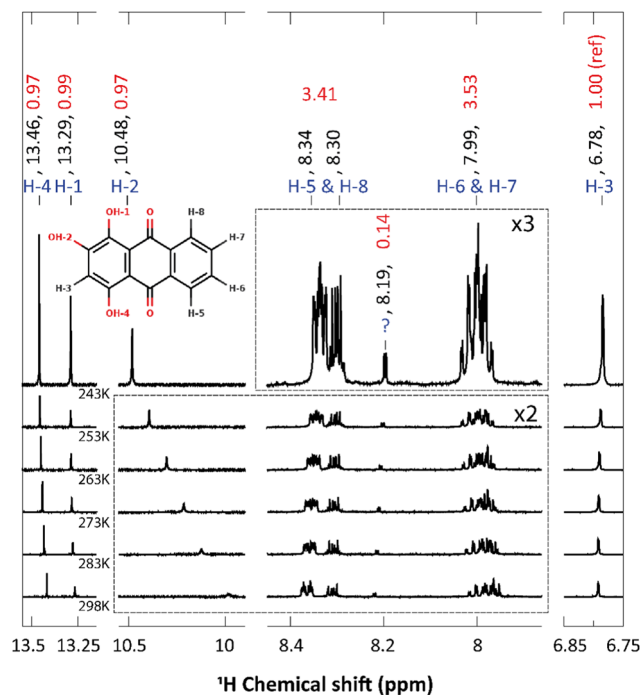 13.46, 0.97
13.29, 0.99
10.48, 0.97
3.41
8.34
, 8.30
3.53
, 7.99,
1.00 (ref)
, 6.78,
H-4
H-1
H-2
H-5 & H-8
H-6 & H-7
H-3
OH-1
O
H-8
OH-2
H-7
H-3
H-6
OH-4
O
H-5
x3
?, 8.19, 0.14
243K
x2
253K
263K
273K
283K
298K
13.5
13.25
10.5
10
8.4
8.2
8
6.85
6.75
¹H Chemical shift (ppm)